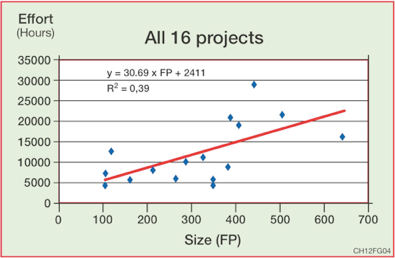 Effort
(Hours)
All 16 projects
35000
30000
25000
20000
15000
10000
5000
0
y = 30.69 x FP + 2411
R² = 0,39
0 100 200 300 400 500 600 700
Size (FP)
CH12FG04